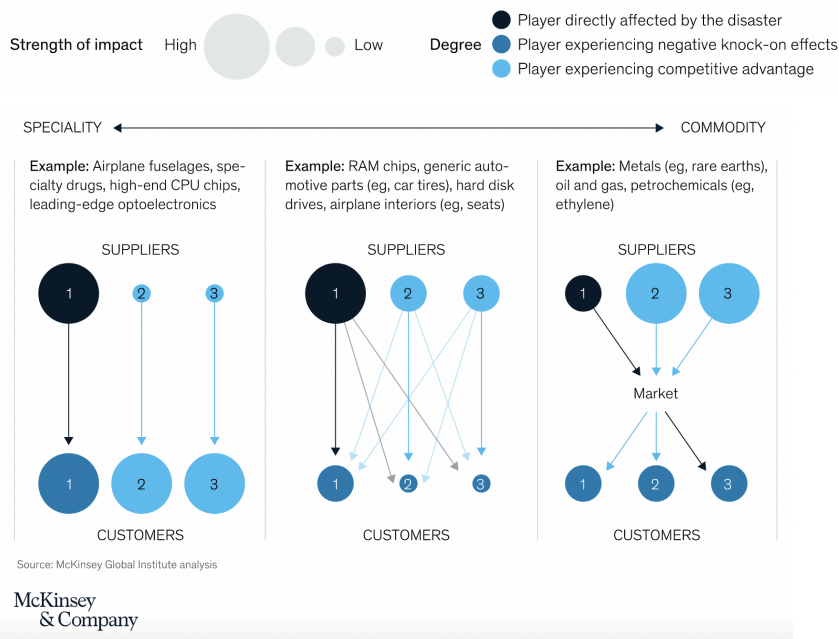 Strength of impact High Low Degree
Player directly affected by the disaster
Player experiencing negative knock-on effects
Player experiencing competitive advantage
SPECIALITY COMMODITY
Example: Airplane fuselages, spe-
cialty drugs, high-end CPU chips,
leading-edge optoelectronics
SUPPLIERS
1 2 3
1 2 3
CUSTOMERS
Example: RAM chips, generic auto-
motive parts (eg, car tires), hard disk
drives, airplane interiors (eg, seats)
SUPPLIERS
1 2 3
1 2 3
CUSTOMERS
Example: Metals (eg, rare earths),
oil and gas, petrochemicals (eg,
ethylene)
SUPPLIERS
1 2 3
Market
1 2 3
CUSTOMERS
Source: McKinsey Global Institute analysis
McKinsey
& Company